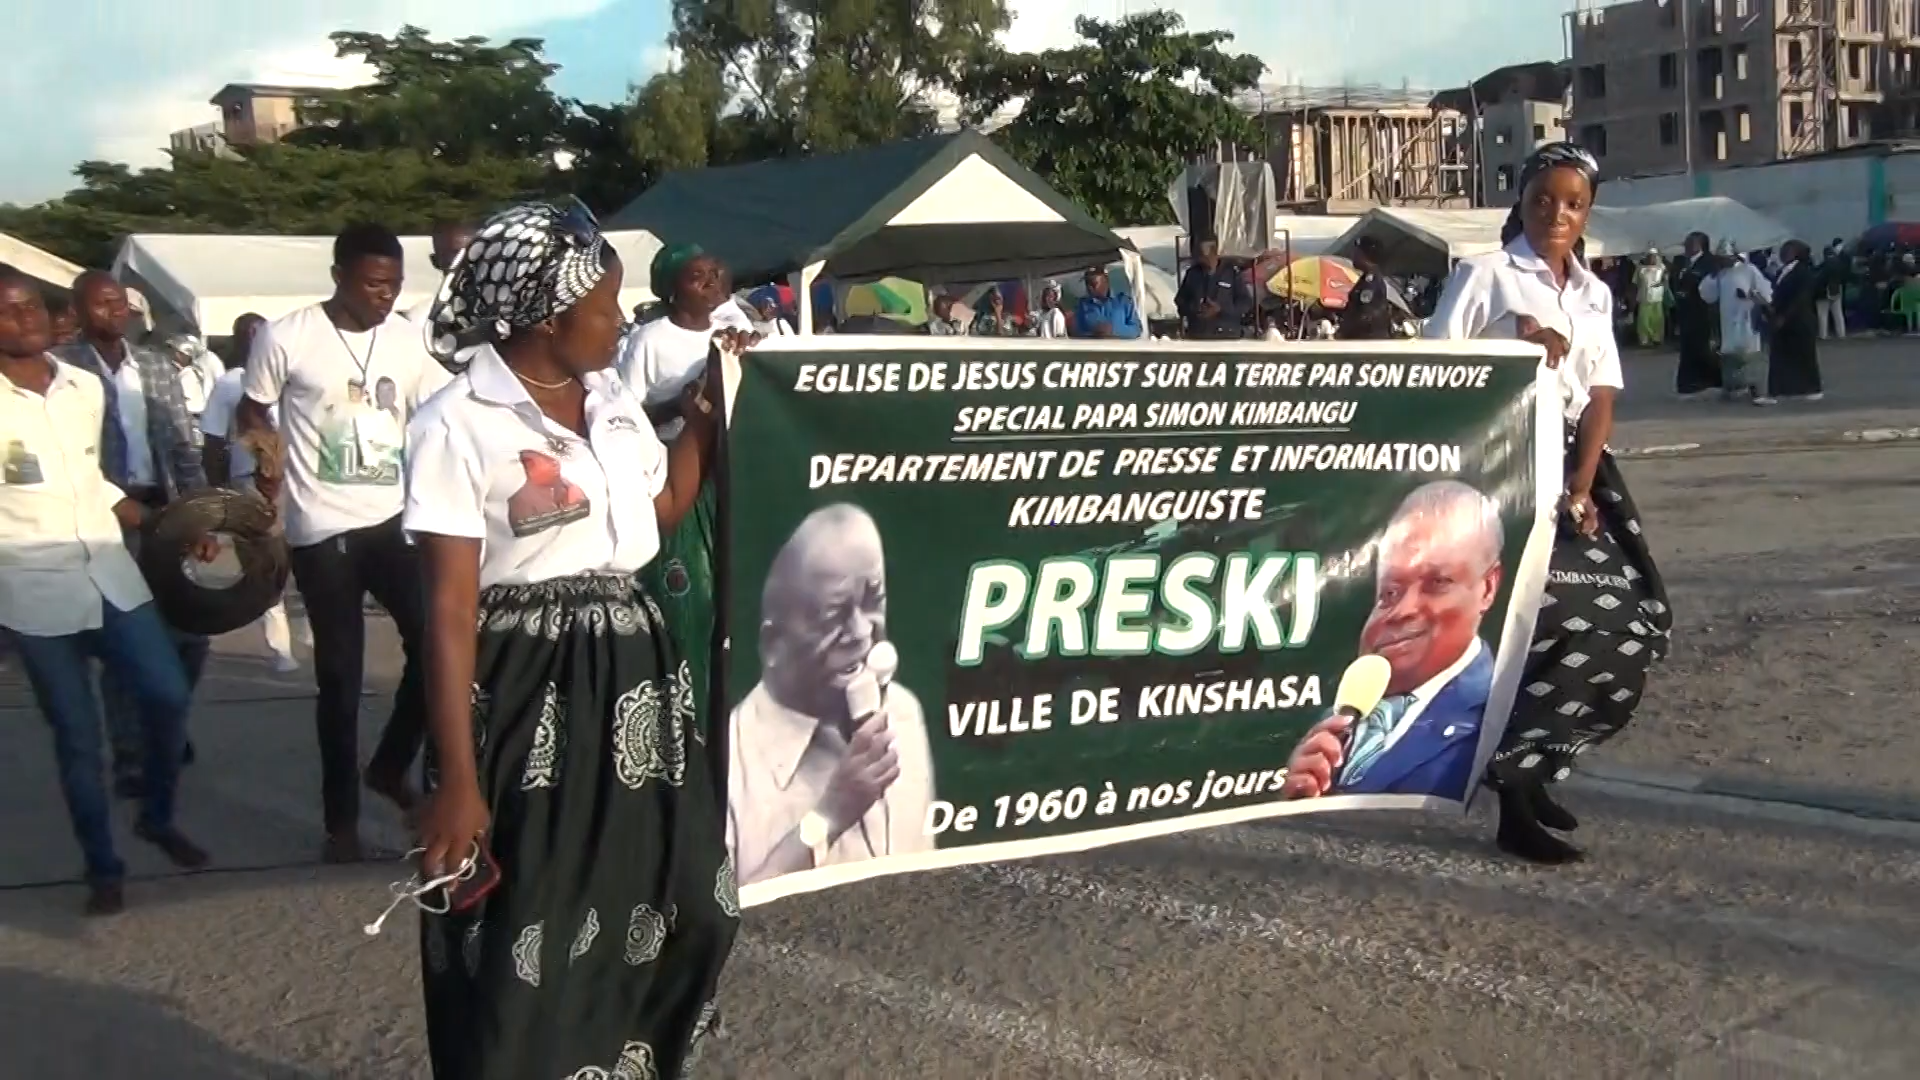 EGLISE DE JESUS CHRIST SUR LA TERRE PAR SON ENVOYE
SPECIAL PAPA SIMON KIMBANGU
DEPARTEMENT DE PRESSE ET INFORMATION
KIMBANGUISTE
PRESKI
VILLE DE KINSHASA
De 1960 à nos jours
KIMBANGUISTE